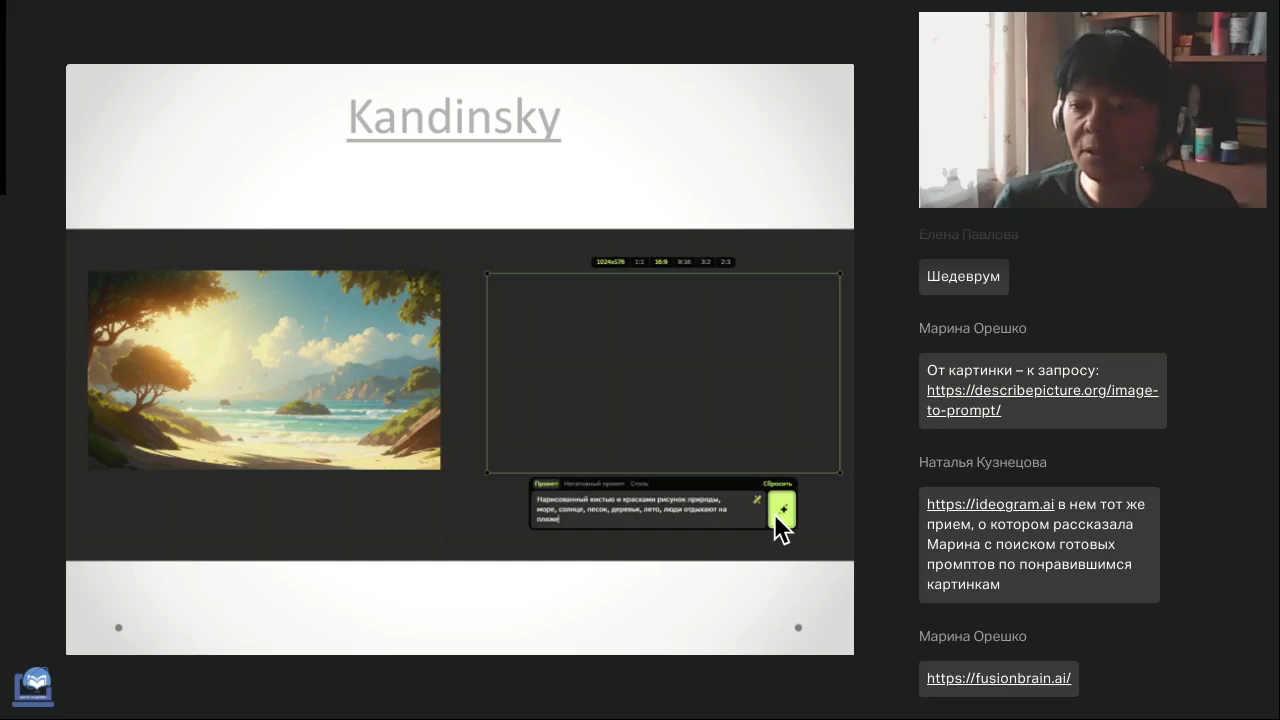 Kandinsky
1024x576 1:1 16:9 9:16 3:2 2:3
Промпт Негативный промпт Стиль Сбросить
Нарисованный кистью и красками рисунок природы,
море, солнце, песок, деревья, лето, люди отдыхают на
пляже
Елена Павлова
Шедеврум
Марина Орешко
От картинки – к запросу:
https://describepicture.org/image-
to-prompt/
Наталья Кузнецова
https://ideogram.ai в нем тот же
прием, о котором рассказала
Марина с поиском готовых
промптов по понравившимся
картинкам
Марина Орешко
https://fusionbrain.ai/